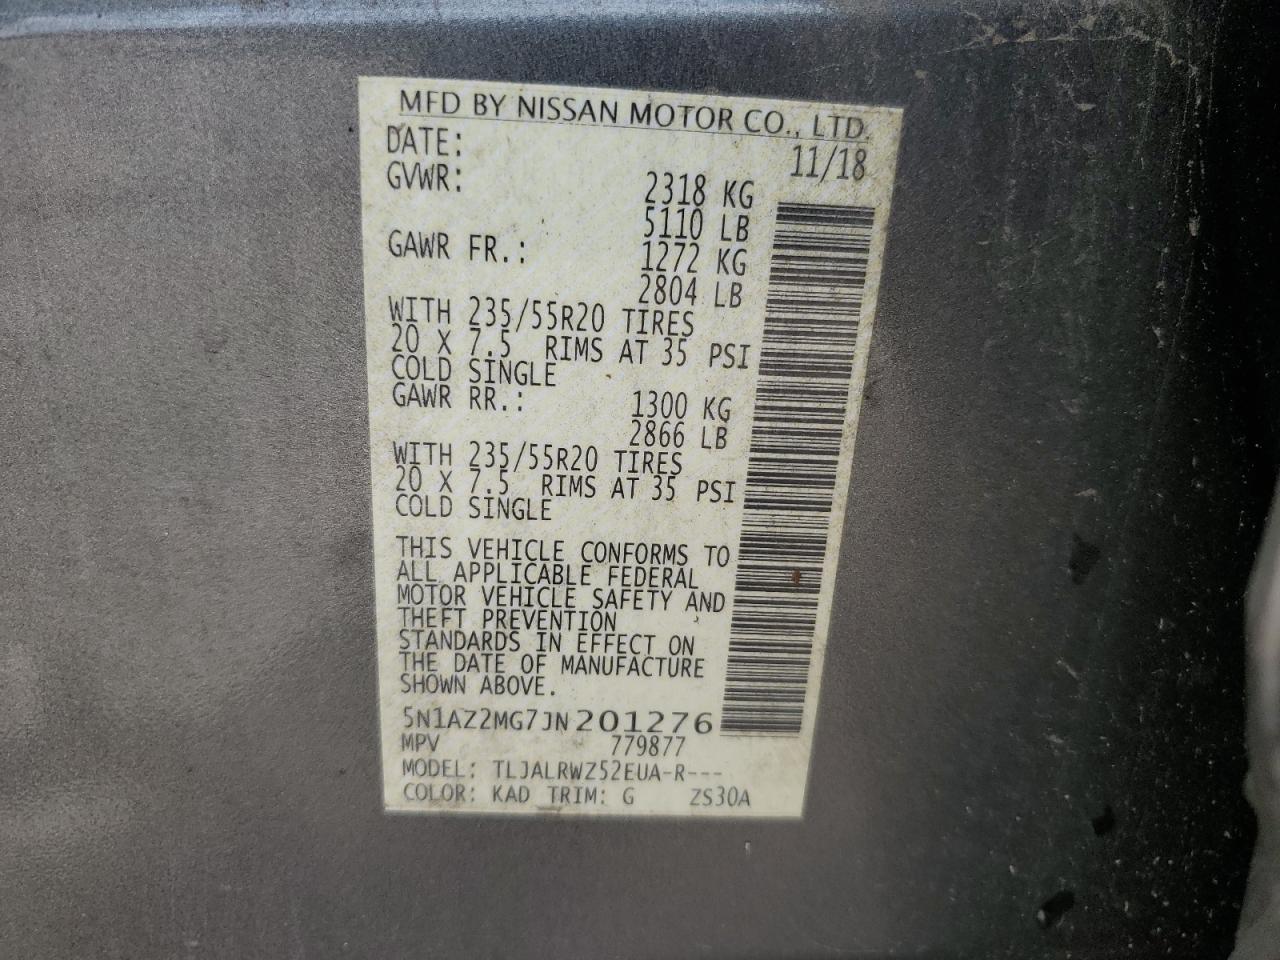 MFD BY NISSAN MOTOR CO., LTD.
DATE: 11/18
GVWR: 2318 KG
5110 LB
GAWR FR.: 1272 KG
2804 LB
WITH 235/55R20 TIRES
20 X 7.5 RIMS AT 35 PSI
COLD SINGLE
GAWR RR.: 1300 KG
2866 LB
WITH 235/55R20 TIRES
20 X 7.5 RIMS AT 35 PSI
COLD SINGLE
THIS VEHICLE CONFORMS TO
ALL APPLICABLE FEDERAL
MOTOR VEHICLE SAFETY AND
THEFT PREVENTION
STANDARDS IN EFFECT ON
THE DATE OF MANUFACTURE
SHOWN ABOVE.
5N1AZ2MG7JN201276
MPV 779877
MODEL: TLJALRWZ52EUA-R---
COLOR: KAD TRIM: G ZS30A